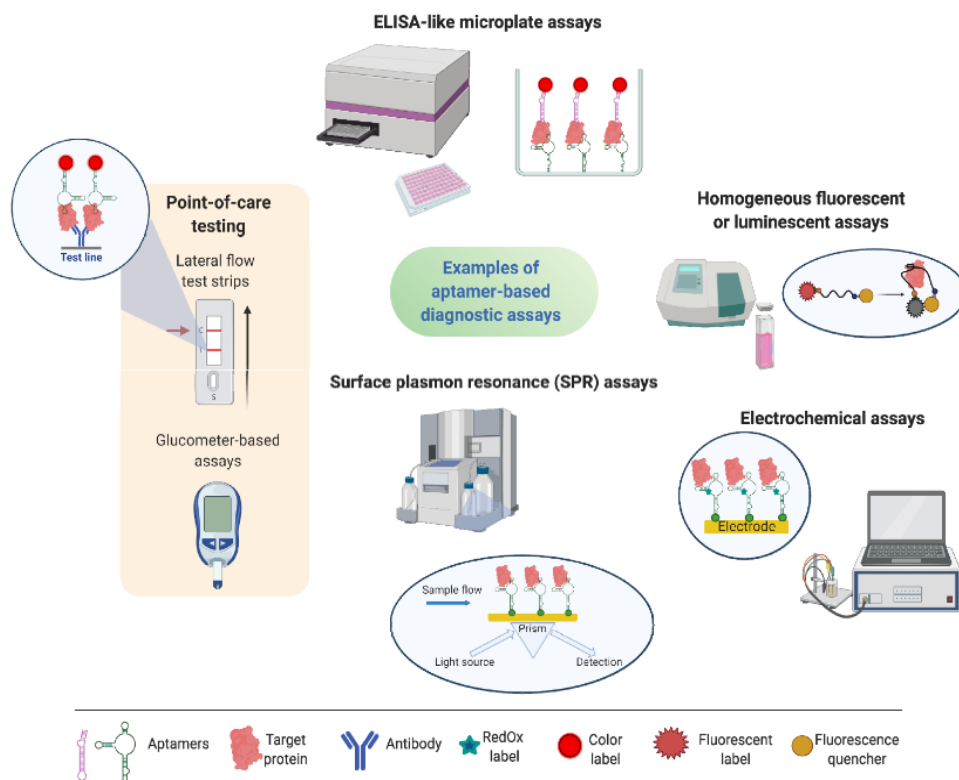 ELISA-like microplate assays
Point-of-care
testing
Lateral flow
test strips
Test line
C
T
S
Glucometer-based
assays
Examples of
aptamer-based
diagnostic assays
Homogeneous fluorescent
or luminescent assays
Surface plasmon resonance (SPR) assays
Sample flow
Prism
Light source
Detection
Electrochemical assays
Electrode
Aptamers
Target
protein
Antibody
RedOx
label
Color
label
Fluorescent
label
Fluorescence
quencher